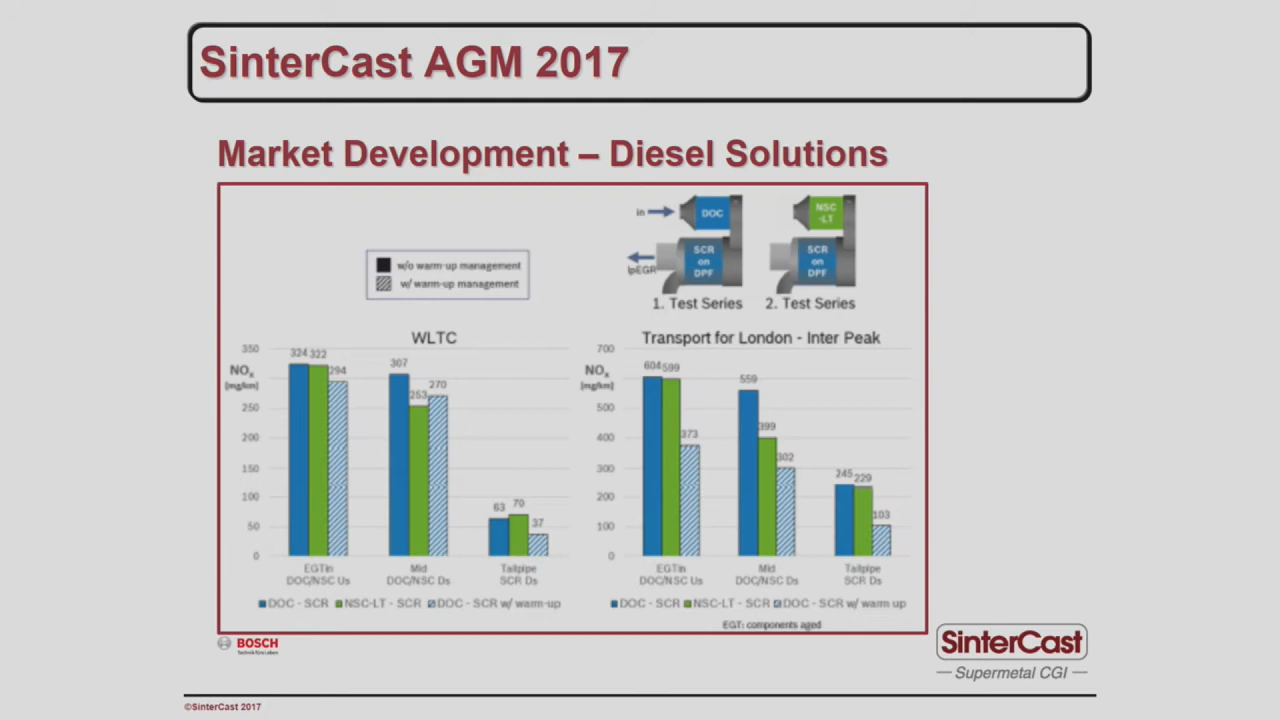 SinterCast AGM 2017
Market Development – Diesel Solutions
in
DOC
NSC
-LT
SCR
on
DPF
SCR
on
DPF
lpEGR
1. Test Series
2. Test Series
w/o warm-up management
w/ warm-up management
WLTC
350
NOx
[mg/km]
250
200
150
100
50
0
324 322
294
307
253
270
63
70
37
EGTin
DOC/NSC Us
Mid
DOC/NSC Ds
Tailpipe
SCR Ds
DOC - SCR NSC-LT - SCR DOC - SCR w/ warm-up
Transport for London - Inter Peak
700
NOx
[mg/km]
500
400
300
200
100
0
604 599
373
559
399
302
245
229
103
EGTin
DOC/NSC Us
Mid
DOC/NSC Ds
Tailpipe
SCR Ds
DOC - SCR NSC-LT - SCR DOC - SCR w/ warm up
EGT: components aged
BOSCH
Technik fürs Leben
SinterCast
Supermetal CGI
©SinterCast 2017